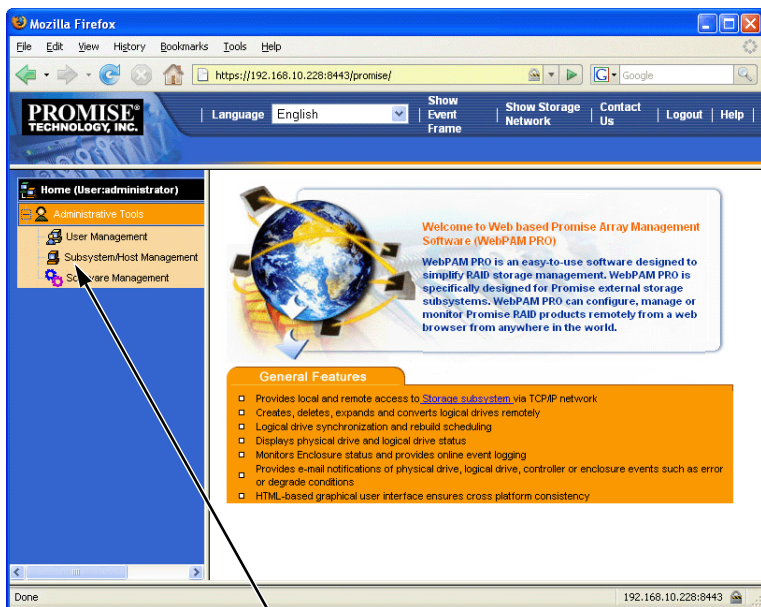 Mozilla Firefox
File Edit View History Bookmarks Tools Help
https://192.168.10.228:8443/promise/
G Google
PROMISE®
TECHNOLOGY, INC.
| Language English | Show Event Frame | Show Storage Network | Contact Us | Logout | Help |
Home (User:administrator)
Administrative Tools
User Management
Subsystem/Host Management
Software Management
Welcome to Web based Promise Array Management
Software (WebPAM PRO)
WebPAM PRO is an easy-to-use software designed to
simplify RAID storage management. WebPAM PRO is
specifically designed for Promise external storage
subsystems. WebPAM PRO can configure, manage or
monitor Promise RAID products remotely from a web
browser from anywhere in the world.
General Features
Provides local and remote access to Storage subsystem via TCP/IP network
Creates, deletes, expands and converts logical drives remotely
Logical drive synchronization and rebuild scheduling
Displays physical drive and logical drive status
Monitors Enclosure status and provides online event logging
Provides e-mail notifications of physical drive, logical drive, controller or enclosure events such as error
or degrade conditions
HTML-based graphical user interface ensures cross platform consistency
Done
192.168.10.228:8443